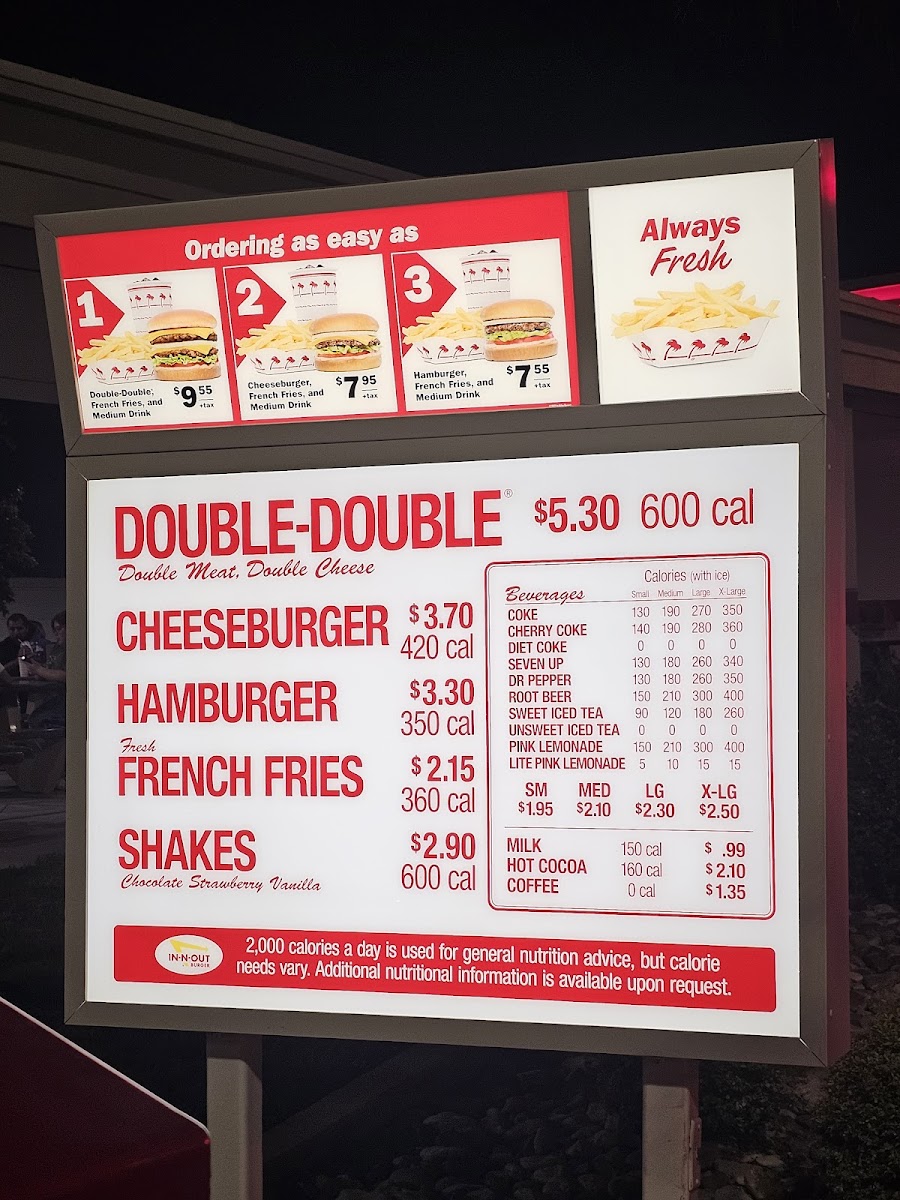 Ordering as easy as
1
Double-Double,
French Fries, and
Medium Drink
$9 55
+tax
2
Cheeseburger,
French Fries, and
Medium Drink
$7 95
+tax
3
Hamburger,
French Fries, and
Medium Drink
$7 55
+tax
Always
Fresh
DOUBLE-DOUBLE® $5.30 600 cal
Double Meat, Double Cheese
CHEESEBURGER $3.70
420 cal
HAMBURGER $3.30
350 cal
Fresh
FRENCH FRIES $2.15
360 cal
SHAKES $2.90
Chocolate Strawberry Vanilla 600 cal
Calories (with ice)
Beverages Small Medium Large X-Large
COKE 130 190 270 350
CHERRY COKE 140 190 280 360
DIET COKE 0 0 0 0
SEVEN UP 130 180 260 340
DR PEPPER 130 180 260 350
ROOT BEER 150 210 300 400
SWEET ICED TEA 90 120 180 260
UNSWEET ICED TEA 0 0 0 0
PINK LEMONADE 150 210 300 400
LITE PINK LEMONADE 5 10 15 15
SM MED LG X-LG
$1.95 $2.10 $2.30 $2.50
MILK 150 cal $ .99
HOT COCOA 160 cal $2.10
COFFEE 0 cal $1.35
IN-N-OUT
BURGER
2,000 calories a day is used for general nutrition advice, but calorie
needs vary. Additional nutritional information is available upon request.